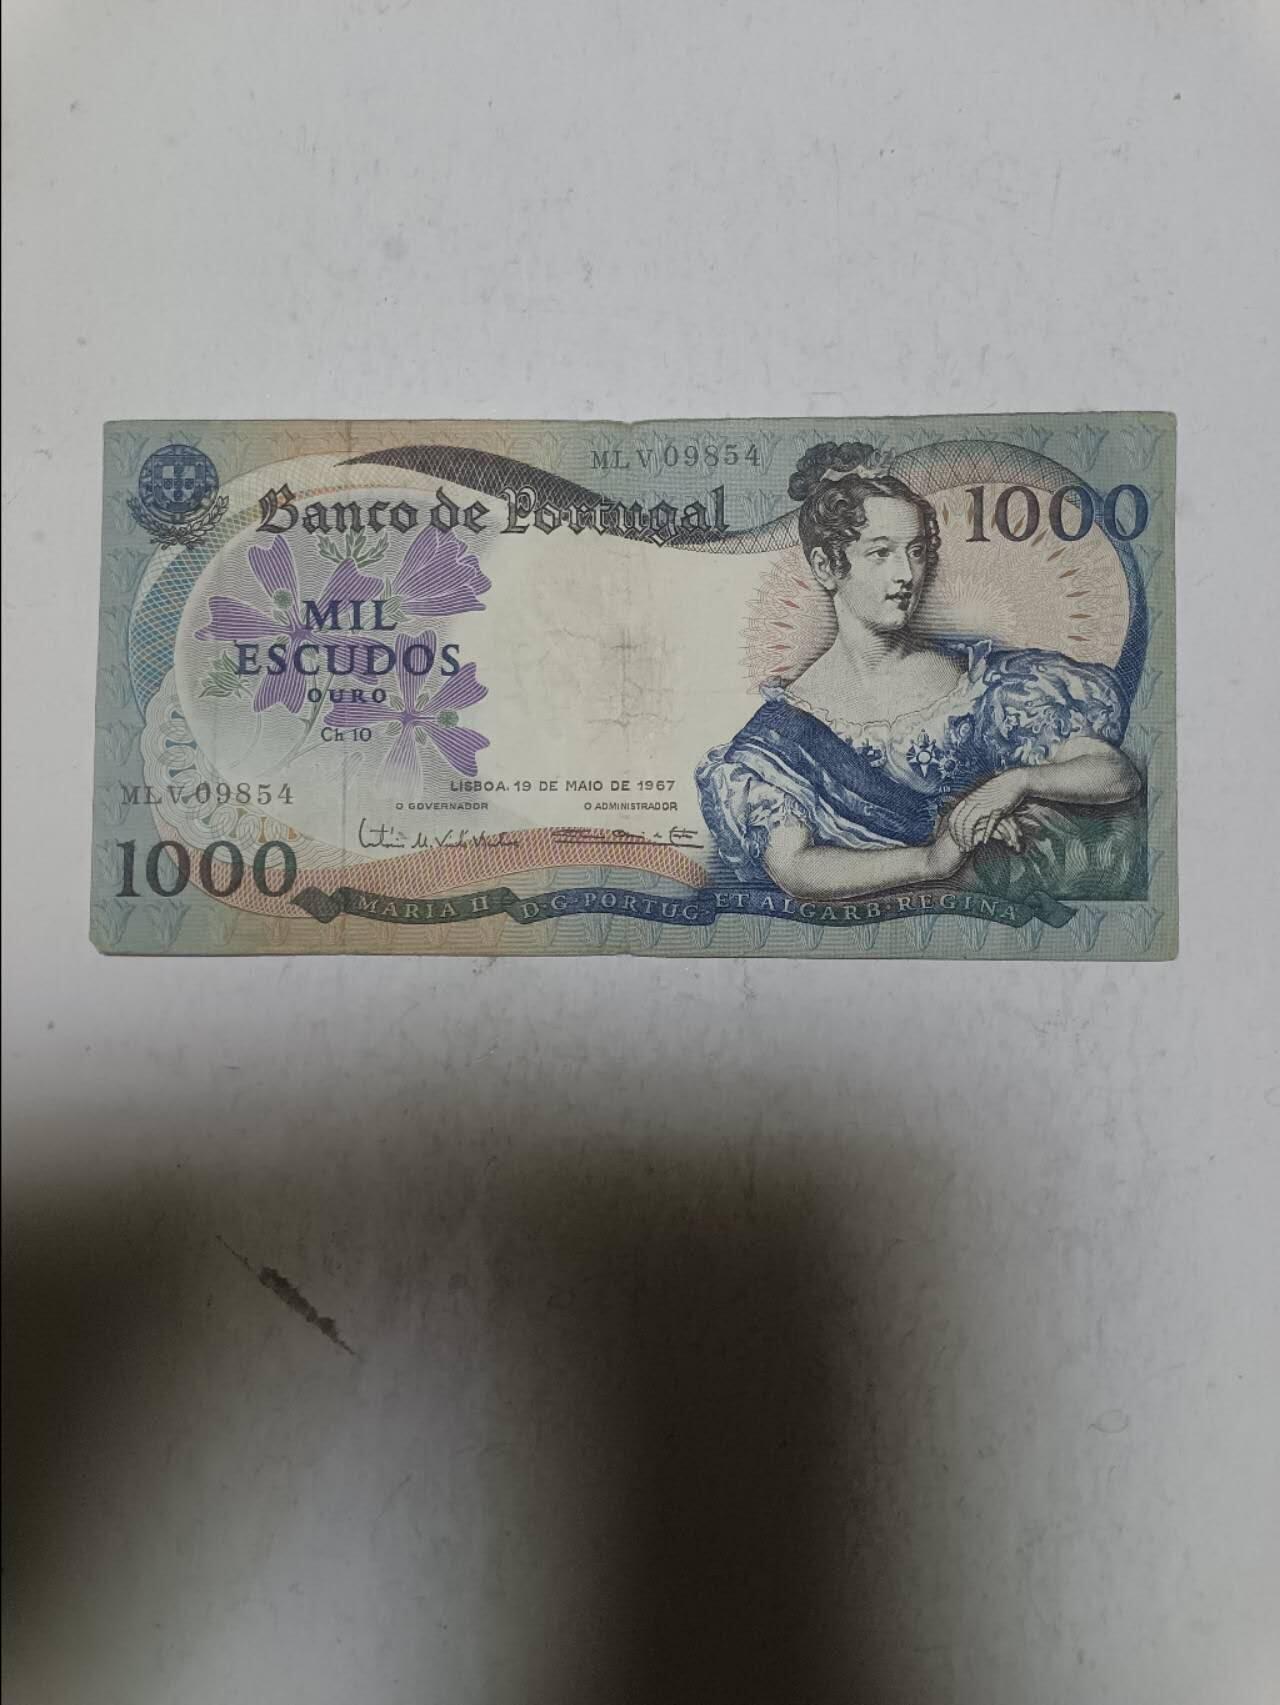 MLV 09854
Banco de Portugal
1000
MIL
ESCUDOS
OURO
Ch 10
LISBOA, 19 DE MAIO DE 1967
O GOVERNADOR O ADMINISTRADOR
MLV 09854
1000
MARIA II · D·G·PORTUG·ET ALGARB·REGINA